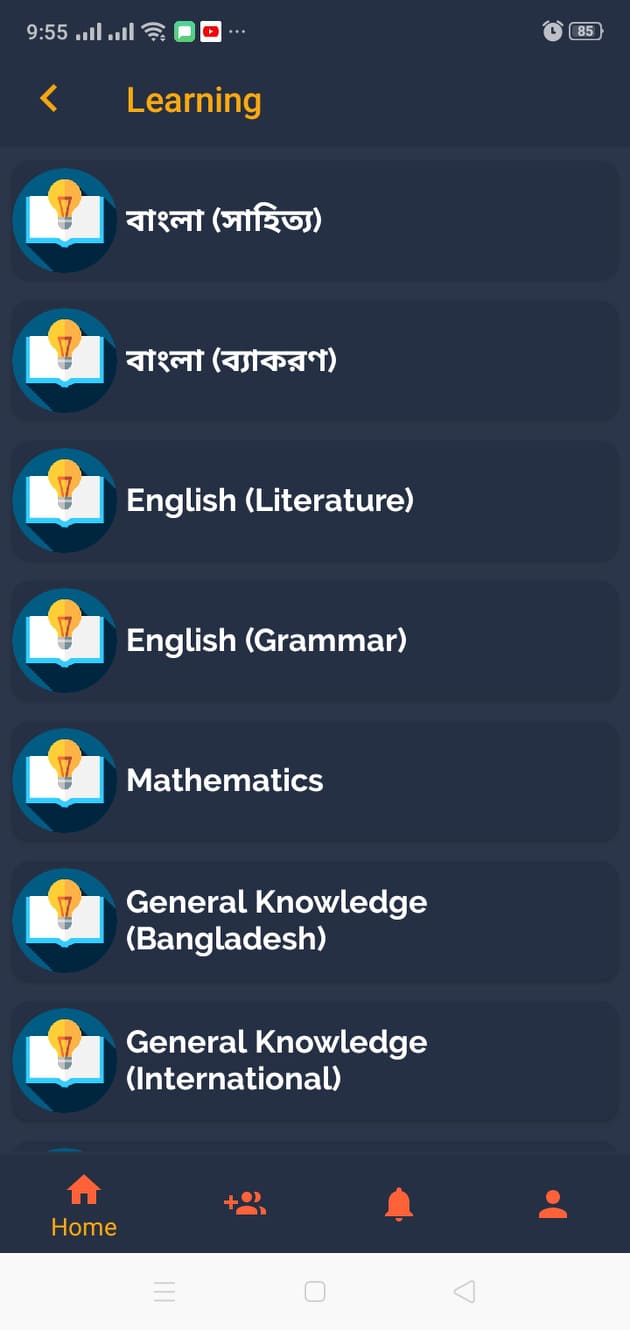 9:55
85
Learning
বাংলা (সাহিত্য)
বাংলা (ব্যাকরণ)
English (Literature)
English (Grammar)
Mathematics
General Knowledge
(Bangladesh)
General Knowledge
(International)
Home